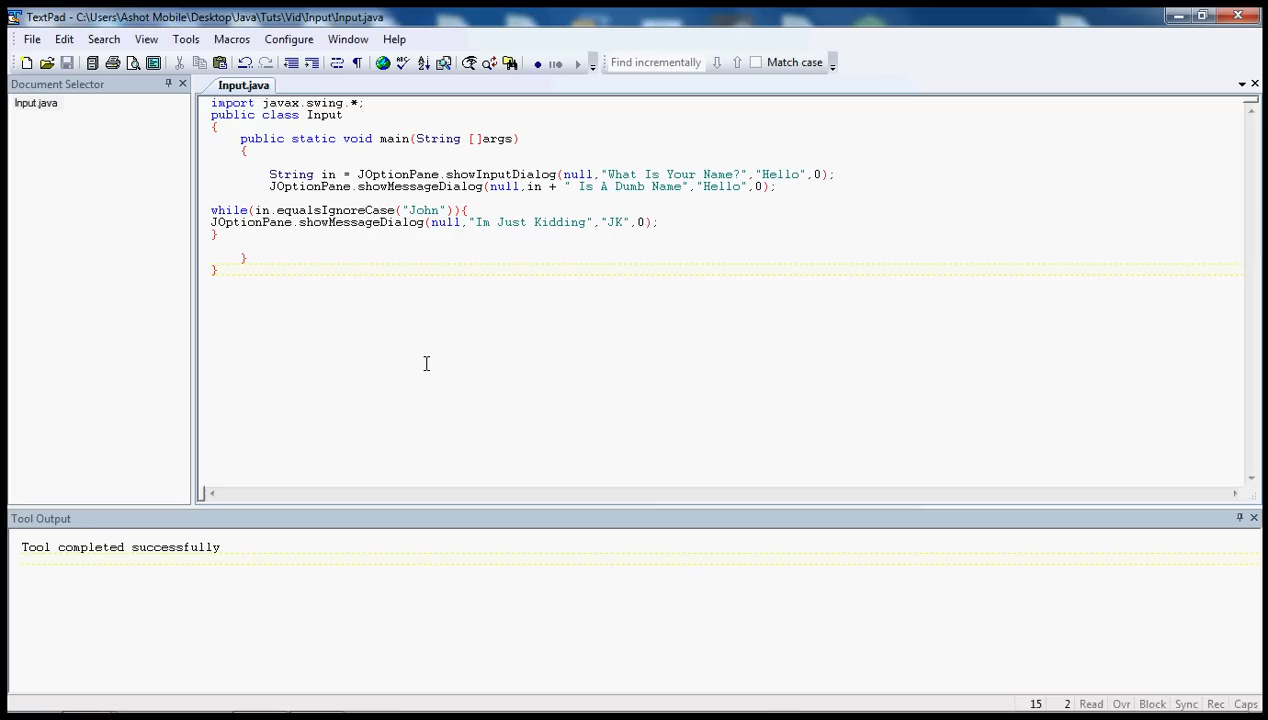 TextPad - C:\Users\Ashot Mobile\Desktop\Java\Tuts\Vid\Input\Input.java
File Edit Search View Tools Macros Configure Window Help
Find incrementally Match case
Document Selector
Input.java
Input.java
import javax.swing.*;
public class Input
{
public static void main(String []args)
{
String in = JOptionPane.showInputDialog(null,"What Is Your Name?","Hello",0);
JOptionPane.showMessageDialog(null,in + " Is A Dumb Name","Hello",0);
while(in.equalsIgnoreCase("John")){
JOptionPane.showMessageDialog(null,"Im Just Kidding","JK",0);
}
}
}
Tool Output
Tool completed successfully
15 2 Read Ovr Block Sync Rec Caps